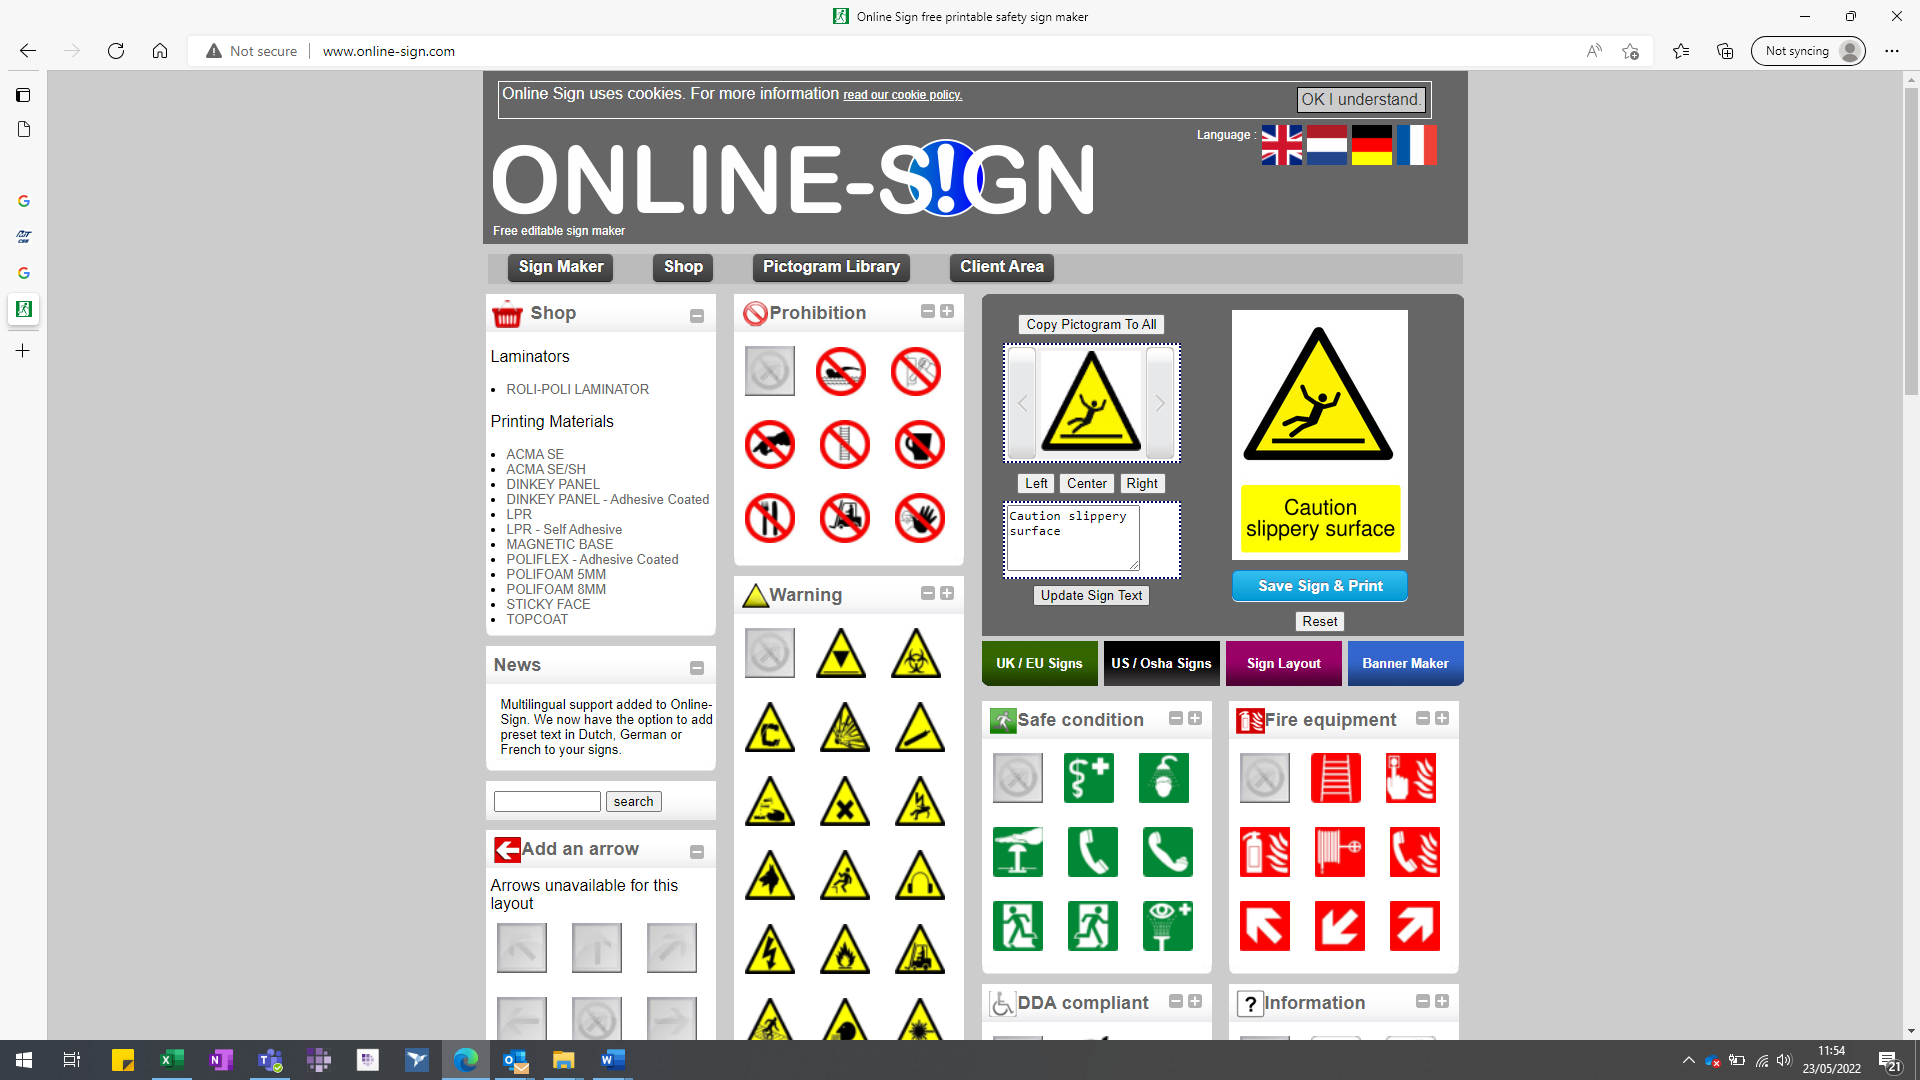 Online Sign free printable safety sign maker
Not secure
www.online-sign.com
Not syncing
Online Sign uses cookies. For more information read our cookie policy.
OK I understand.
Language :
ONLINE-S!GN
Free editable sign maker
Sign Maker
Shop
Pictogram Library
Client Area
Shop
Laminators
ROLI-POLI LAMINATOR
Printing Materials
ACMA SE
ACMA SE/SH
DINKEY PANEL
DINKEY PANEL - Adhesive Coated
LPR
LPR - Self Adhesive
MAGNETIC BASE
POLIFLEX - Adhesive Coated
POLIFOAM 5MM
POLIFOAM 8MM
STICKY FACE
TOPCOAT
News
Multilingual support added to Online-
Sign. We now have the option to add
preset text in Dutch, German or
French to your signs.
search
Add an arrow
Arrows unavailable for this
layout
Prohibition
Warning
Copy Pictogram To All
Left
Center
Right
Caution slippery
surface
Update Sign Text
Caution
slippery surface
Save Sign & Print
Reset
UK / EU Signs
US / Osha Signs
Sign Layout
Banner Maker
Safe condition
Fire equipment
DDA compliant
? Information
11:54
23/05/2022
21